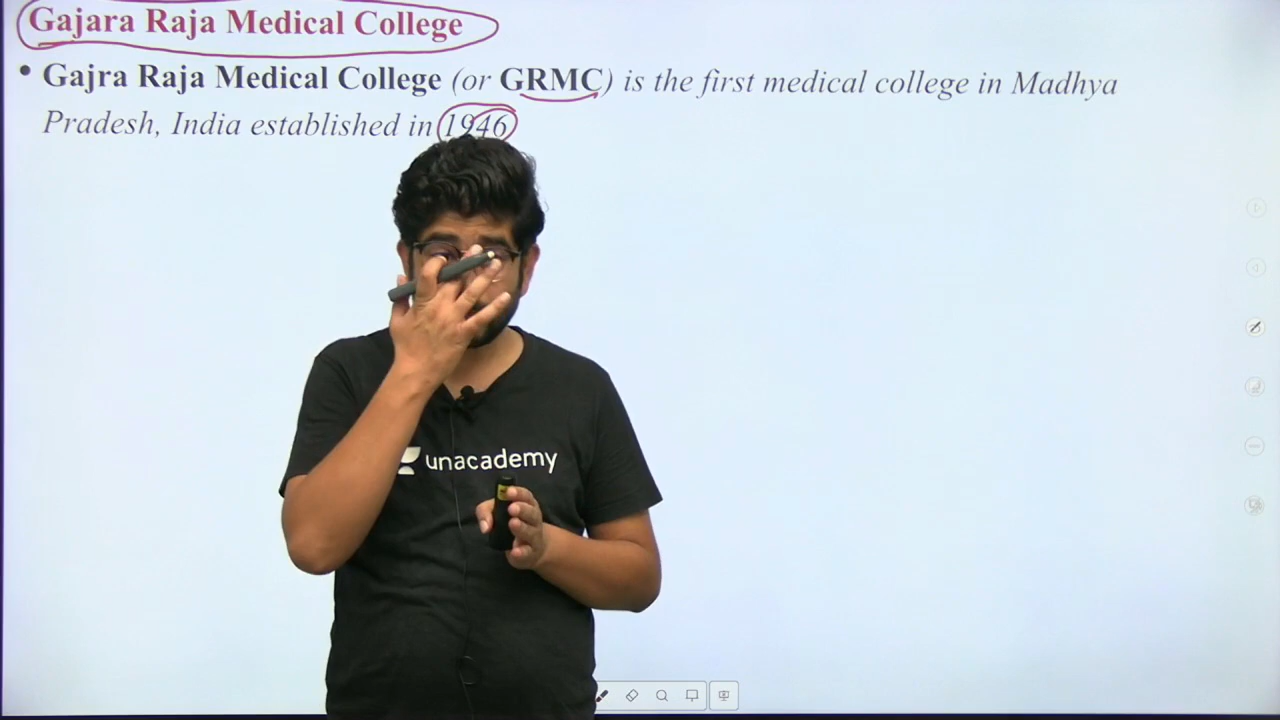 Gajara Raja Medical College
• Gajra Raja Medical College (or GRMC) is the first medical college in Madhya
Pradesh, India established in 1946
unacademy